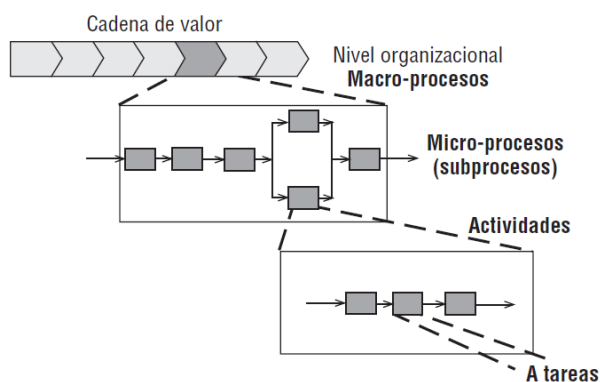 Cadena de valor
Nivel organizacional
Macro-procesos
Micro-procesos
(subprocesos)
Actividades
A tareas